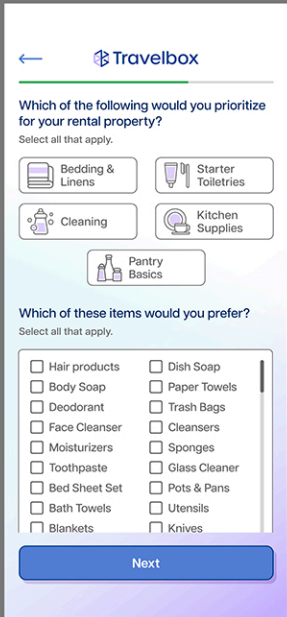 Travelbox
Which of the following would you prioritize
for your rental property?
Select all that apply.
Bedding &
Linens
Starter
Toiletries
Cleaning
Kitchen
Supplies
Pantry
Basics
Which of these items would you prefer?
Select all that apply.
Hair products
Dish Soap
Body Soap
Paper Towels
Deodorant
Trash Bags
Face Cleanser
Cleansers
Moisturizers
Sponges
Toothpaste
Glass Cleaner
Bed Sheet Set
Pots & Pans
Bath Towels
Utensils
Blankets
Knives
Next